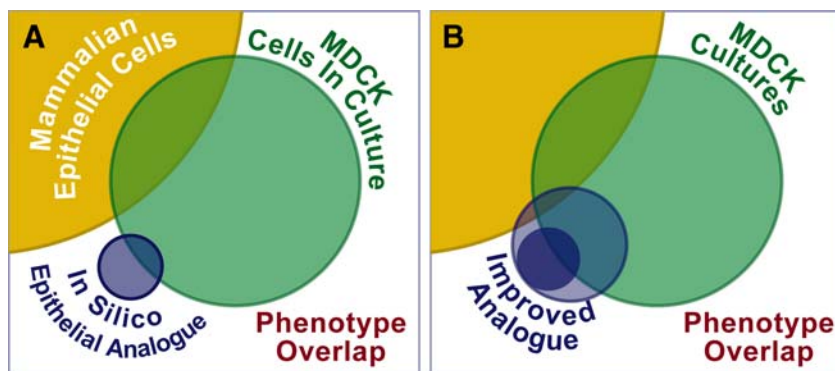 A
Mammalian
Epithelial Cells
MDCK
Cells In Culture
In Silico
Epithelial Analogue
Phenotype
Overlap
B
MDCK
Cultures
Improved
Analogue
Phenotype
Overlap